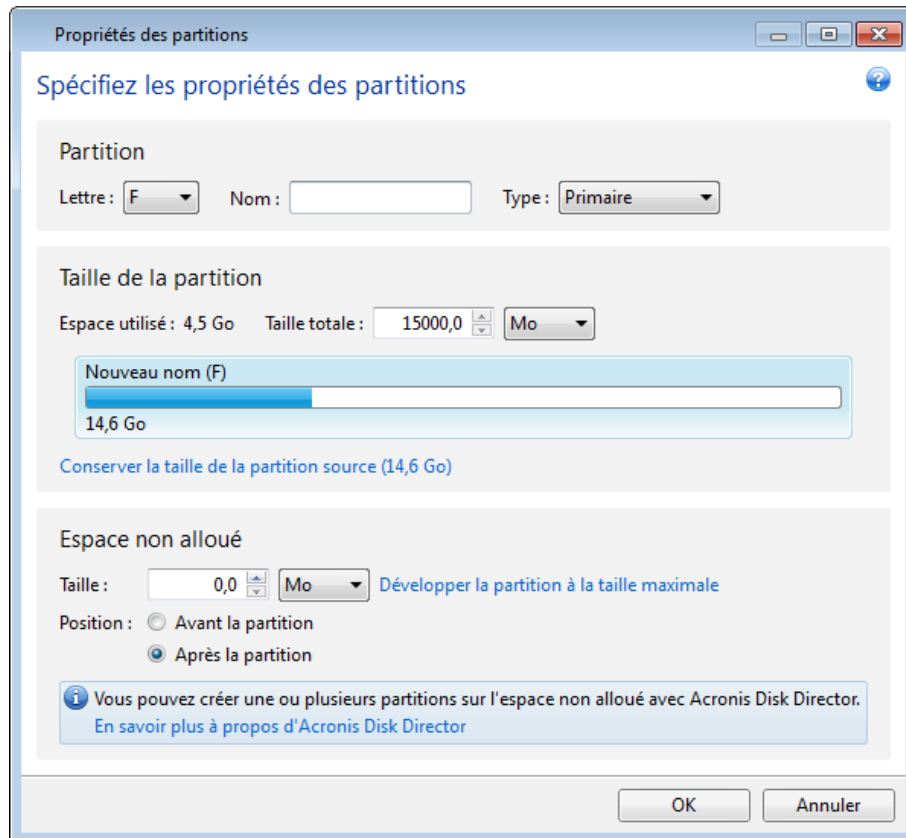 Propriétés des partitions
Spécifiez les propriétés des partitions
Partition
Lettre : F Nom : Type : Primaire
Taille de la partition
Espace utilisé : 4,5 Go Taille totale : 15000,0 Mo
Nouveau nom (F)
14,6 Go
Conserver la taille de la partition source (14,6 Go)
Espace non alloué
Taille : 0,0 Mo Développer la partition à la taille maximale
Position : Avant la partition
Après la partition
Vous pouvez créer une ou plusieurs partitions sur l'espace non alloué avec Acronis Disk Director.
En savoir plus à propos d'Acronis Disk Director
OK Annuler